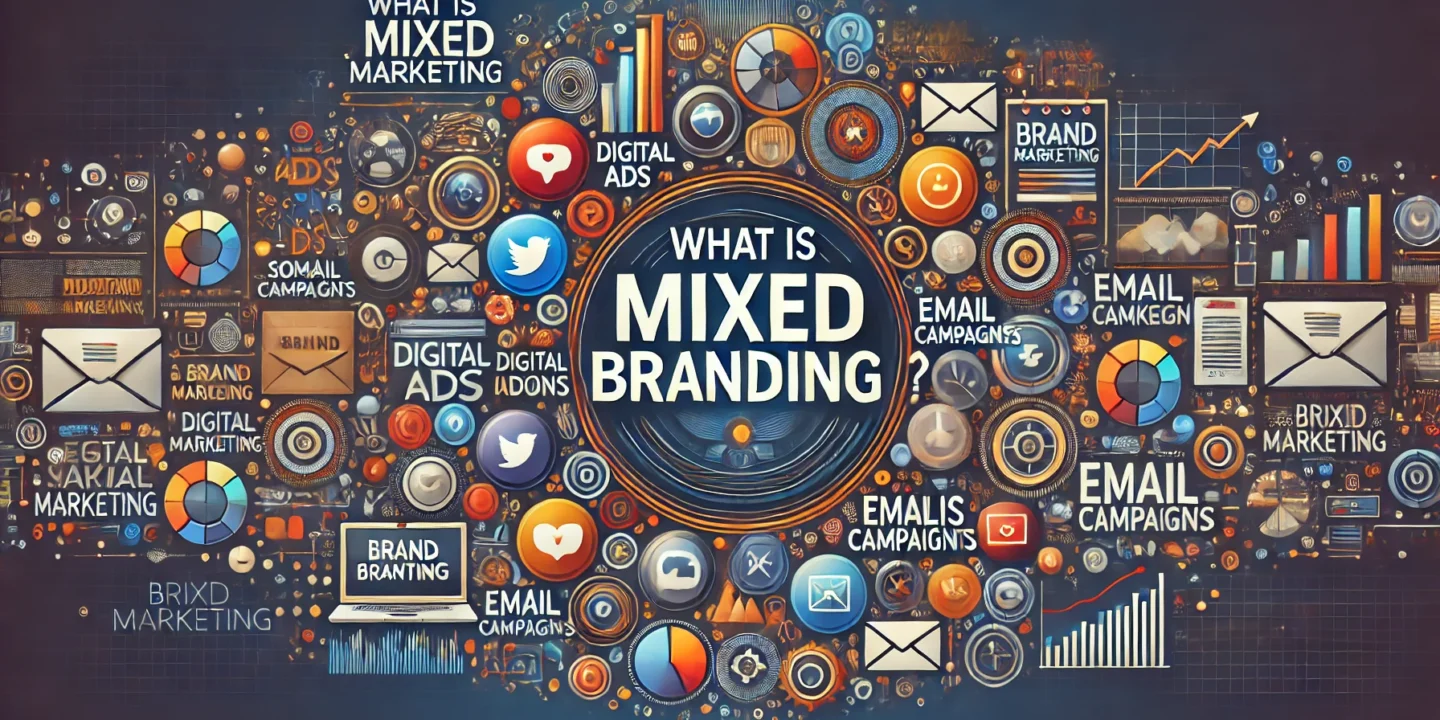 WHAT IS
MIXED
MARKETING
DIGITAL
ADS
BRAND
MARKETING
ADS
DS
SOMAIL
CAMPAIGNS
WHAT IS
MIXED
BRANDING
?
EMAIL
CAMPAIGNS
EMAIL
CAMKEGN
BRAND
DIGITAL
ADS
DIGITAL
UDONS
BRAND
MARKETING
DIGITAL
MARKETING
MARKETING
BRIXD
MARKETING
EMAIL
CAMPAIGNS
EMALIS
CAMPAIGNTS
BRAND
BRANTING
BRIXD
MARKETING
EMAIL
CAMPAIGNS